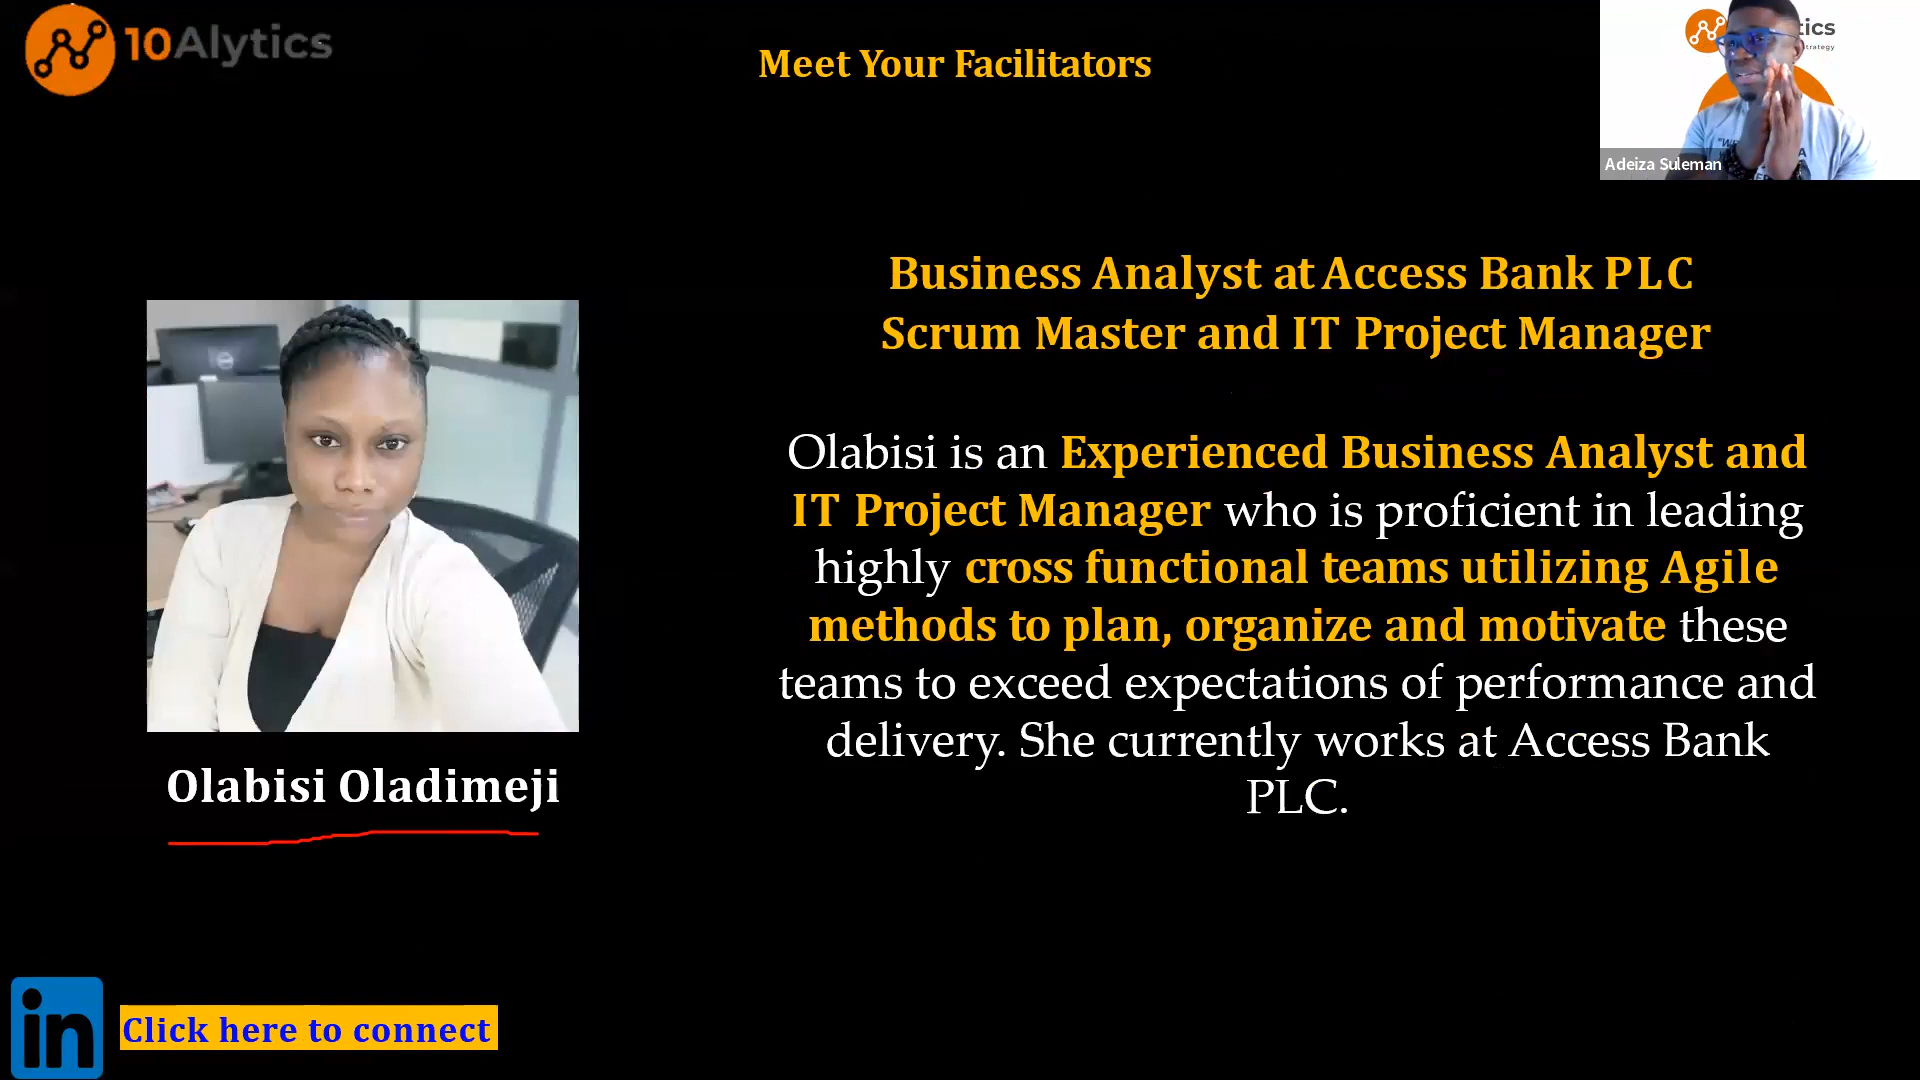 10Alytics
Meet Your Facilitators
tics
trategy
Adeiza Suleman
Business Analyst at Access Bank PLC
Scrum Master and IT Project Manager
Olabisi is an Experienced Business Analyst and
IT Project Manager who is proficient in leading
highly cross functional teams utilizing Agile
methods to plan, organize and motivate these
teams to exceed expectations of performance and
delivery. She currently works at Access Bank
PLC.
Olabisi Oladimeji
in
Click here to connect